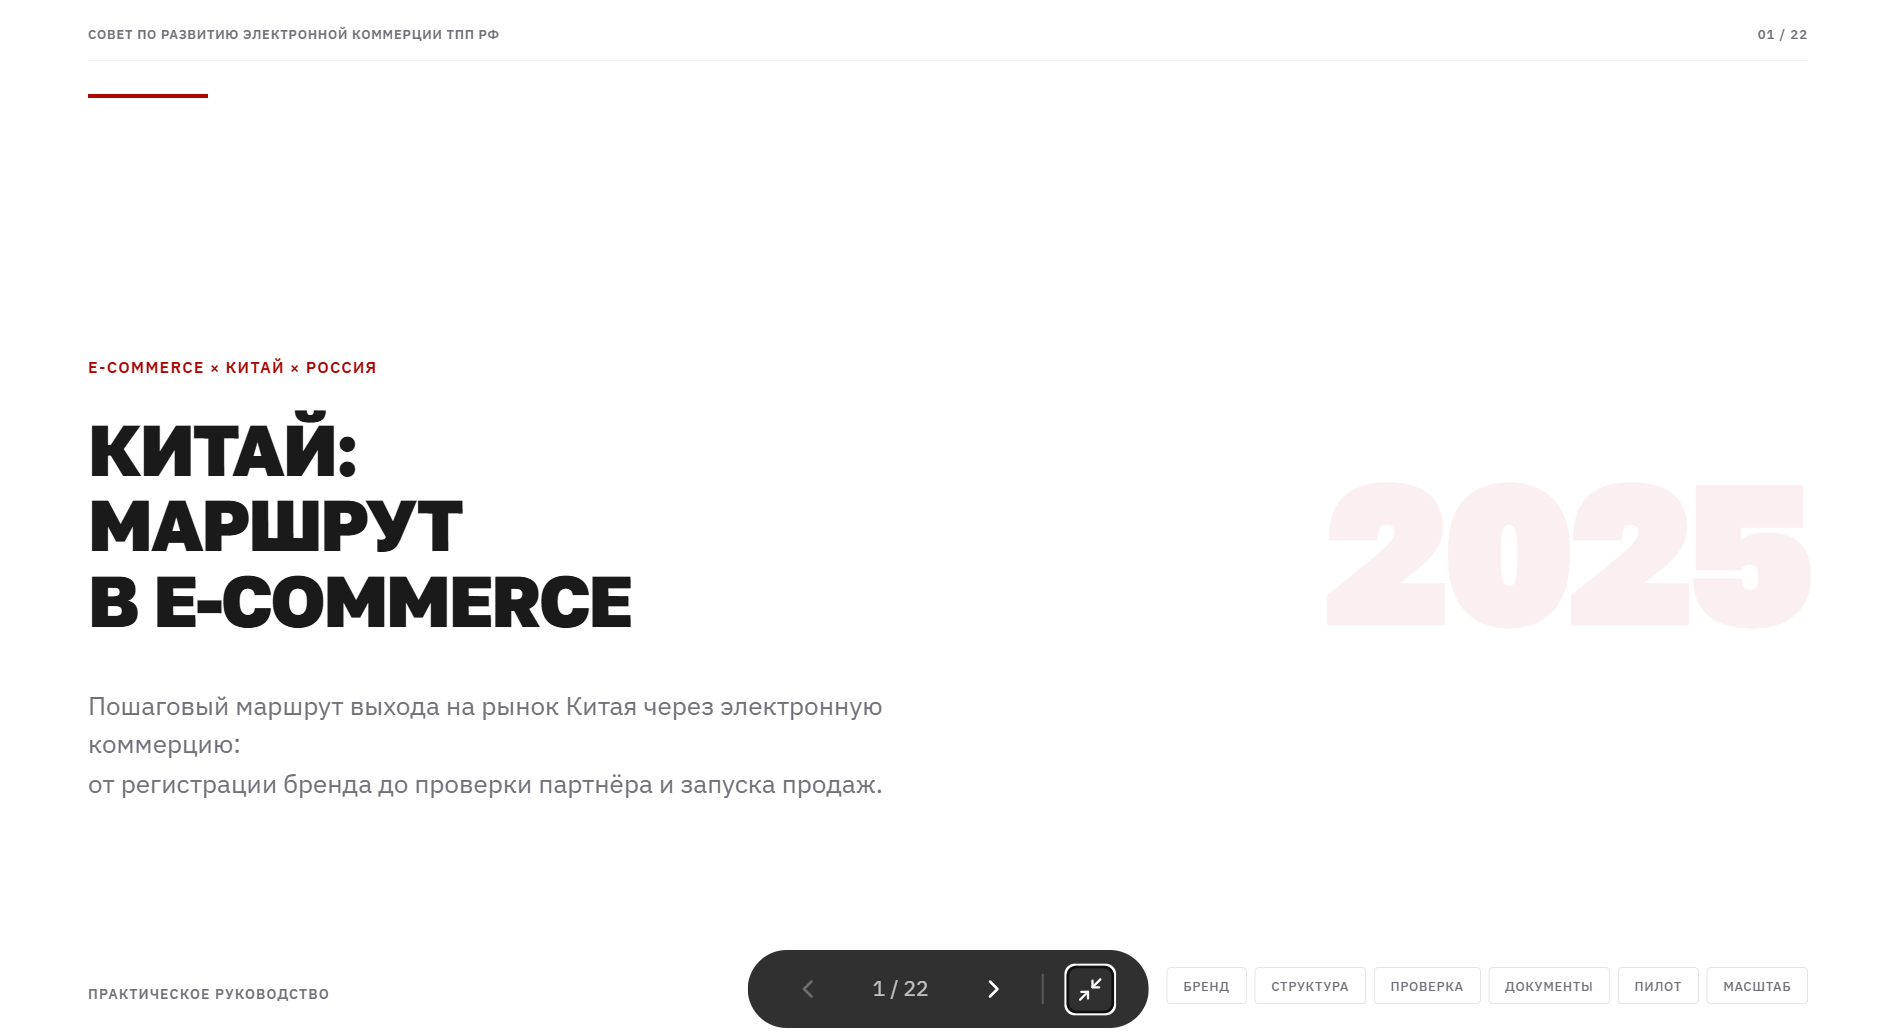 СОВЕТ ПО РАЗВИТИЮ ЭЛЕКТРОННОЙ КОММЕРЦИИ ТПП РФ
01 / 22
E-COMMERCE × КИТАЙ × РОССИЯ
КИТАЙ:
МАРШРУТ
В E-COMMERCE
2025
Пошаговый маршрут выхода на рынок Китая через электронную
коммерцию:
от регистрации бренда до проверки партнёра и запуска продаж.
ПРАКТИЧЕСКОЕ РУКОВОДСТВО
1 / 22
БРЕНД
СТРУКТУРА
ПРОВЕРКА
ДОКУМЕНТЫ
ПИЛОТ
МАСШТАБ